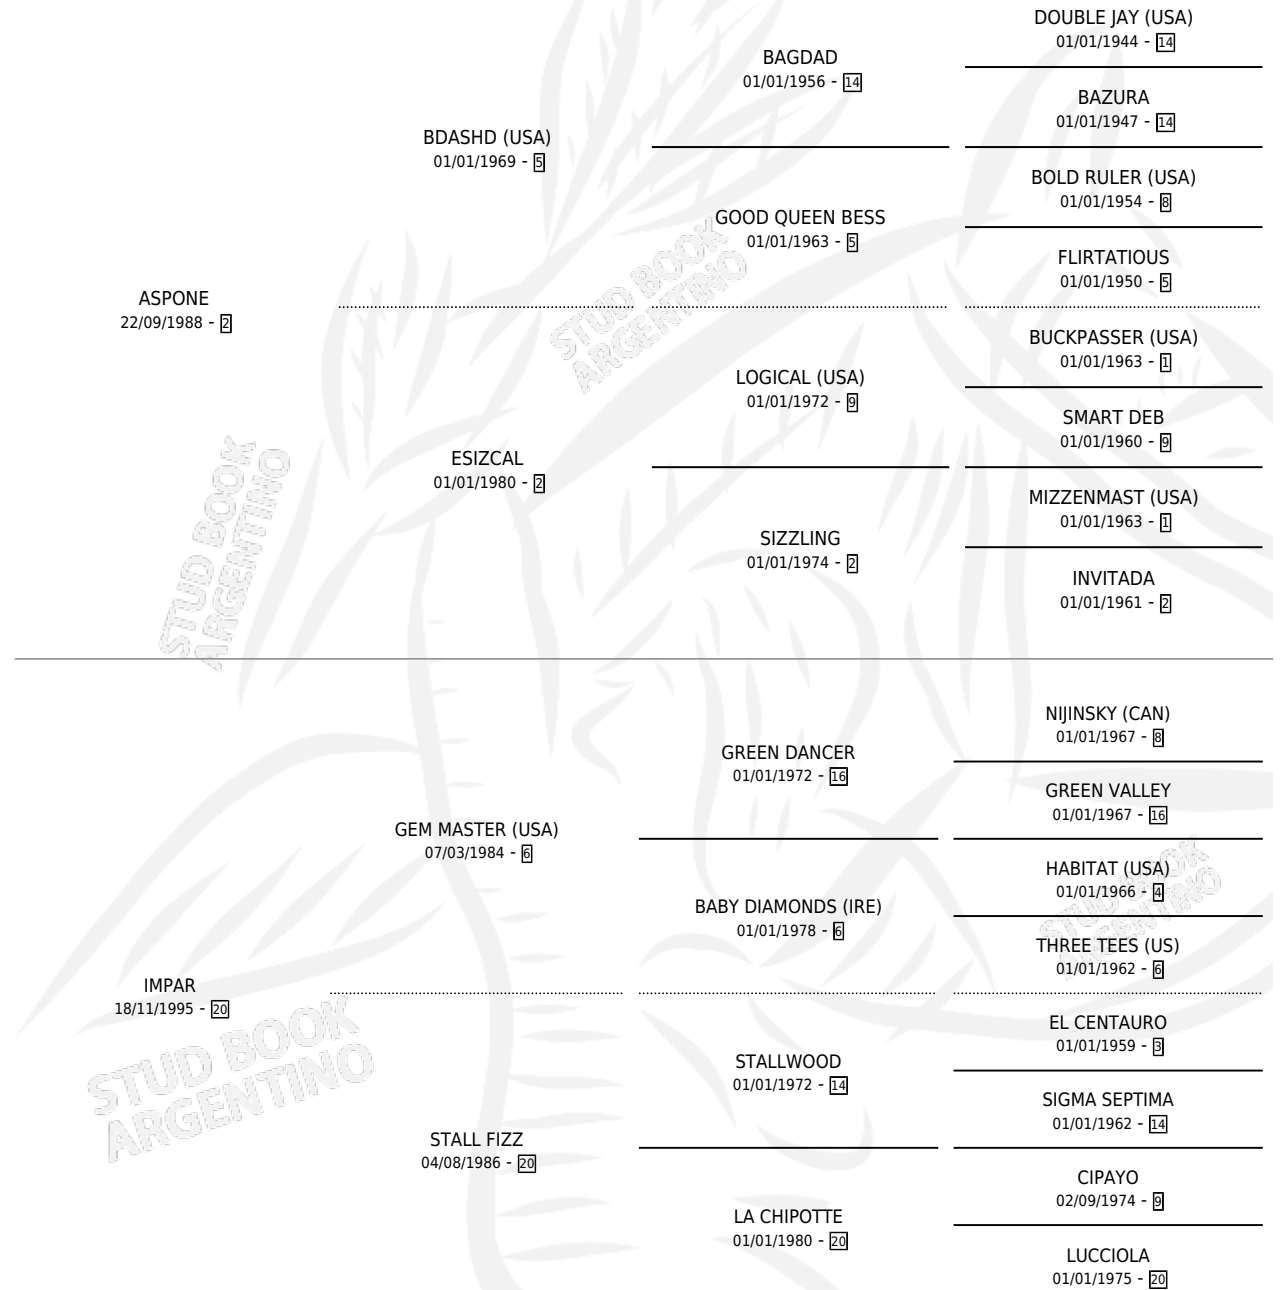 DOUBLE JAY (USA)
01/01/1944 - 14
BAGDAD
01/01/1956 - 14
BAZURA
01/01/1947 - 14
BDASHD (USA)
01/01/1969 - 5
BOLD RULER (USA)
01/01/1954 - 8
GOOD QUEEN BESS
01/01/1963 - 5
FLIRTATIOUS
01/01/1950 - 5
ASPONE
22/09/1988 - 2
BUCKPASSER (USA)
01/01/1963 - 1
LOGICAL (USA)
01/01/1972 - 9
SMART DEB
01/01/1960 - 9
ESIZCAL
01/01/1980 - 2
MIZZENMAST (USA)
01/01/1963 - 1
SIZZLING
01/01/1974 - 2
INVITADA
01/01/1961 - 2
NIJINSKY (CAN)
01/01/1967 - 8
GREEN DANCER
01/01/1972 - 16
GREEN VALLEY
01/01/1967 - 16
GEM MASTER (USA)
07/03/1984 - 6
HABITAT (USA)
01/01/1966 - 4
BABY DIAMONDS (IRE)
01/01/1978 - 6
THREE TEES (US)
01/01/1962 - 6
IMPAR
18/11/1995 - 20
EL CENTAURO
01/01/1959 - 3
STALLWOOD
01/01/1972 - 14
SIGMA SEPTIMA
01/01/1962 - 14
STALL FIZZ
04/08/1986 - 20
CIPAYO
02/09/1974 - 9
LA CHIPOTTE
01/01/1980 - 20
LUCCIOLA
01/01/1975 - 20
STUD BOOK
ARGENTINO
STUD BOOK
ARGENTINO
STUD BOOK
ARGENTINO
STUD BOOK
ARGENTINO